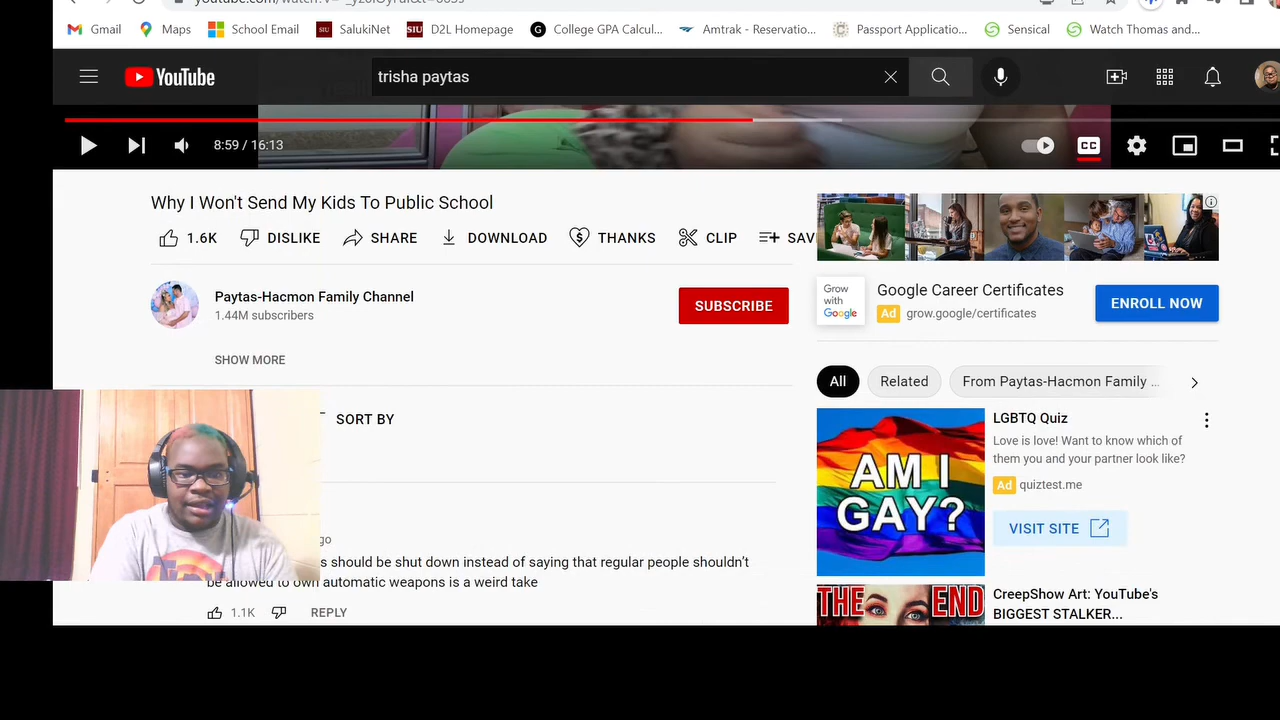 Gmail
Maps
School Email
SIU
SalukiNet
SIU
D2L Homepage
G
College GPA Calcul...
Amtrak - Reservatio...
Passport Application...
Sensical
Watch Thomas and...
YouTube
trisha paytas
8:59 / 16:13
CC
Why I Won't Send My Kids To Public School
1.6K
DISLIKE
SHARE
DOWNLOAD
THANKS
CLIP
SAV
Paytas-Hacmon Family Channel
1.44M subscribers
SUBSCRIBE
SHOW MORE
Grow
with
Google
Google Career Certificates
Ad grow.google/certificates
ENROLL NOW
All
Related
From Paytas-Hacmon Family ...
SORT BY
AM I
GAY?
LGBTQ Quiz
Love is love! Want to know which of
them you and your partner look like?
Ad quiztest.me
VISIT SITE
go
s should be shut down instead of saying that regular people shouldn't
be allowed to own automatic weapons is a weird take
1.1K
REPLY
THE END
CreepShow Art: YouTube's
BIGGEST STALKER...